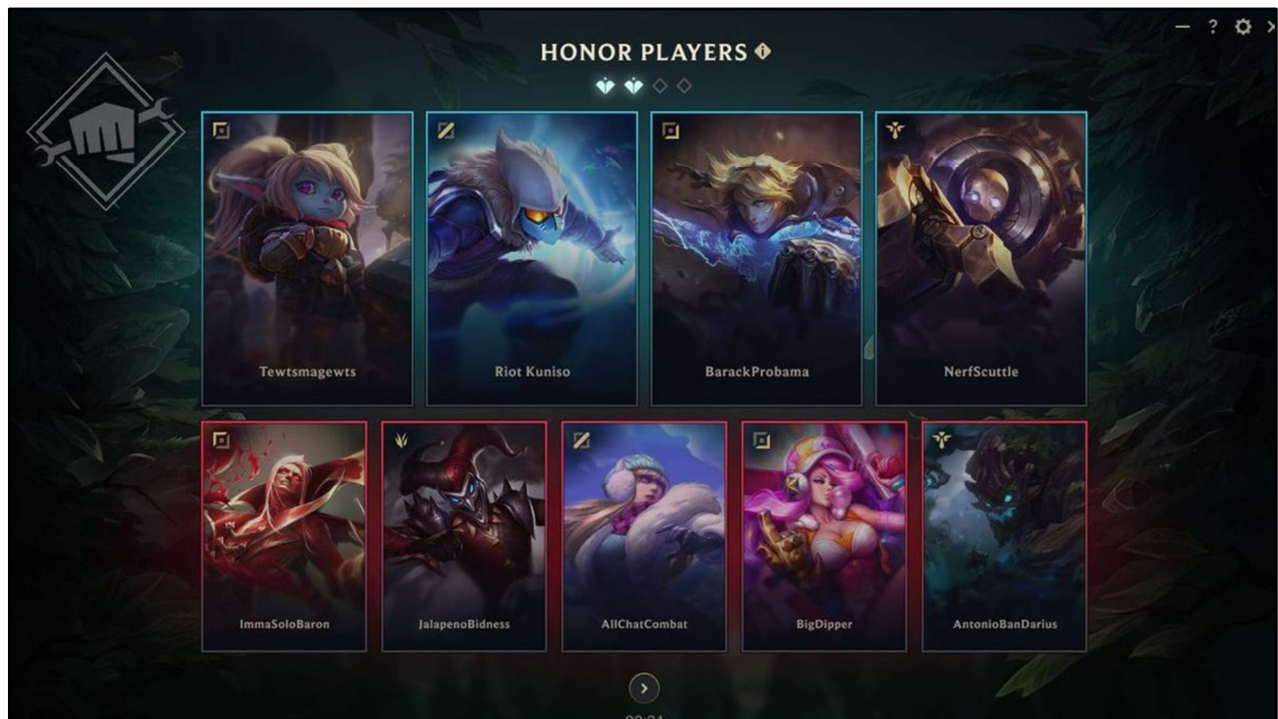 HONOR PLAYERS
Tewtsmagewts
Riot Kuniso
BarackProbama
NerfScuttle
ImmaSoloBaron
JalapenoBidness
AllChatCombat
BigDipper
AntonioBanDarius